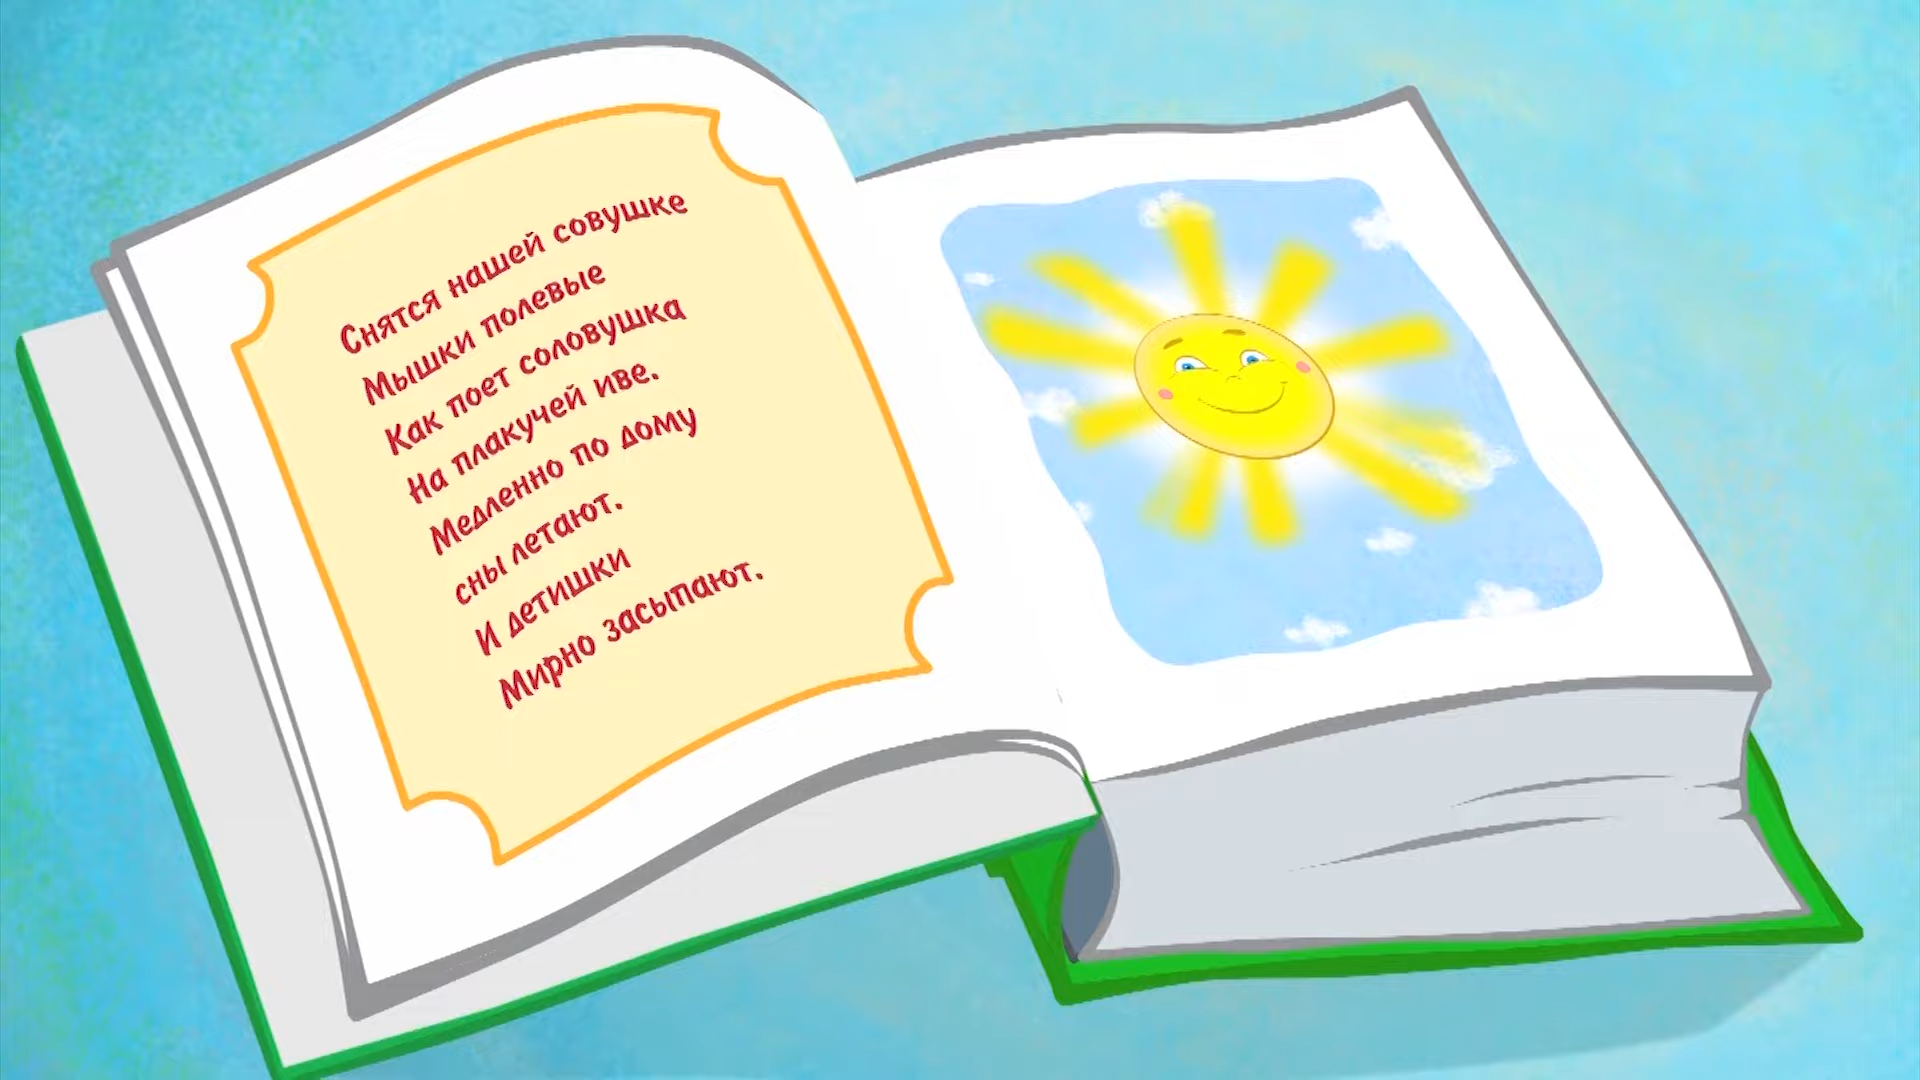 Снятся нашей совушке
Мышки полевые
Как поет соловушка
На плакучей иве.
Медленно по дому
сны летают.
И детишки
Мирно засыпают.